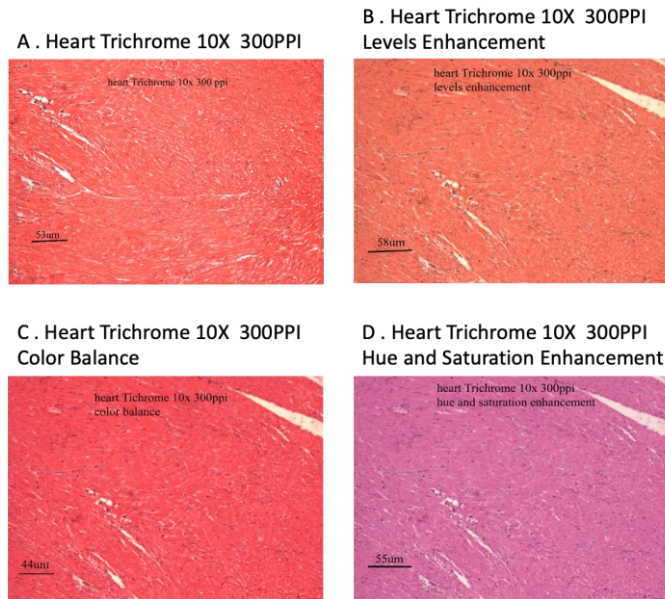 A . Heart Trichrome 10X 300PPI
heart Trichrome 10x 300 ppi
53um
B . Heart Trichrome 10X 300PPI
Levels Enhancement
heart Trichrome 10x 300ppi
levels enhancement
58um
C . Heart Trichrome 10X 300PPI
Color Balance
heart Trichrome 10x 300ppi
color balance
44um
D . Heart Trichrome 10X 300PPI
Hue and Saturation Enhancement
heart Trichrome 10x 300ppi
hue and saturation enhancement
55um